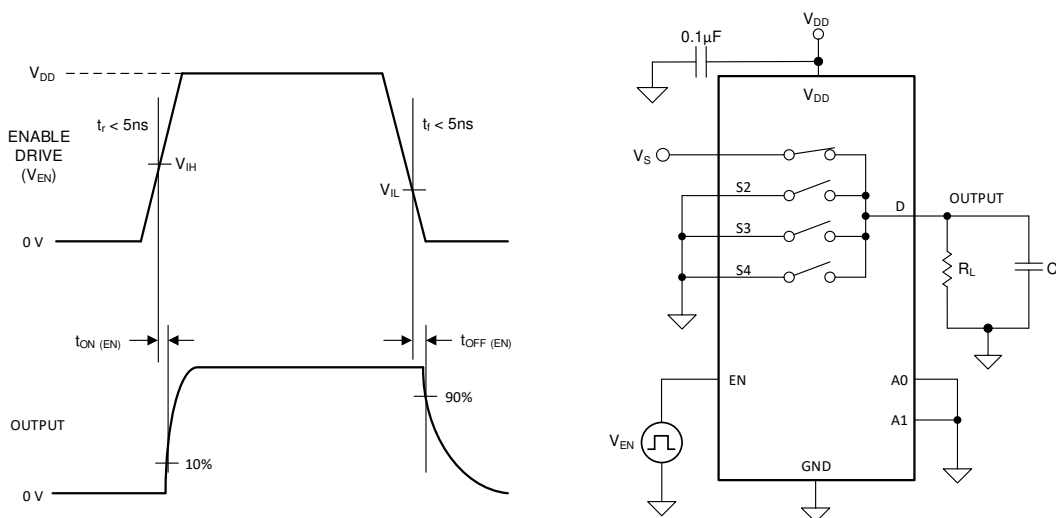 V_DD
t_r < 5ns
t_f < 5ns
ENABLE
DRIVE
(V_EN)
V_IH
V_IL
0 V
t_ON (EN)
t_OFF (EN)
90%
OUTPUT
10%
0 V
V_DD
0.1µF
V_DD
V_S
S2
D
OUTPUT
S3
S4
R_L
C
EN
A0
A1
V_EN
GND